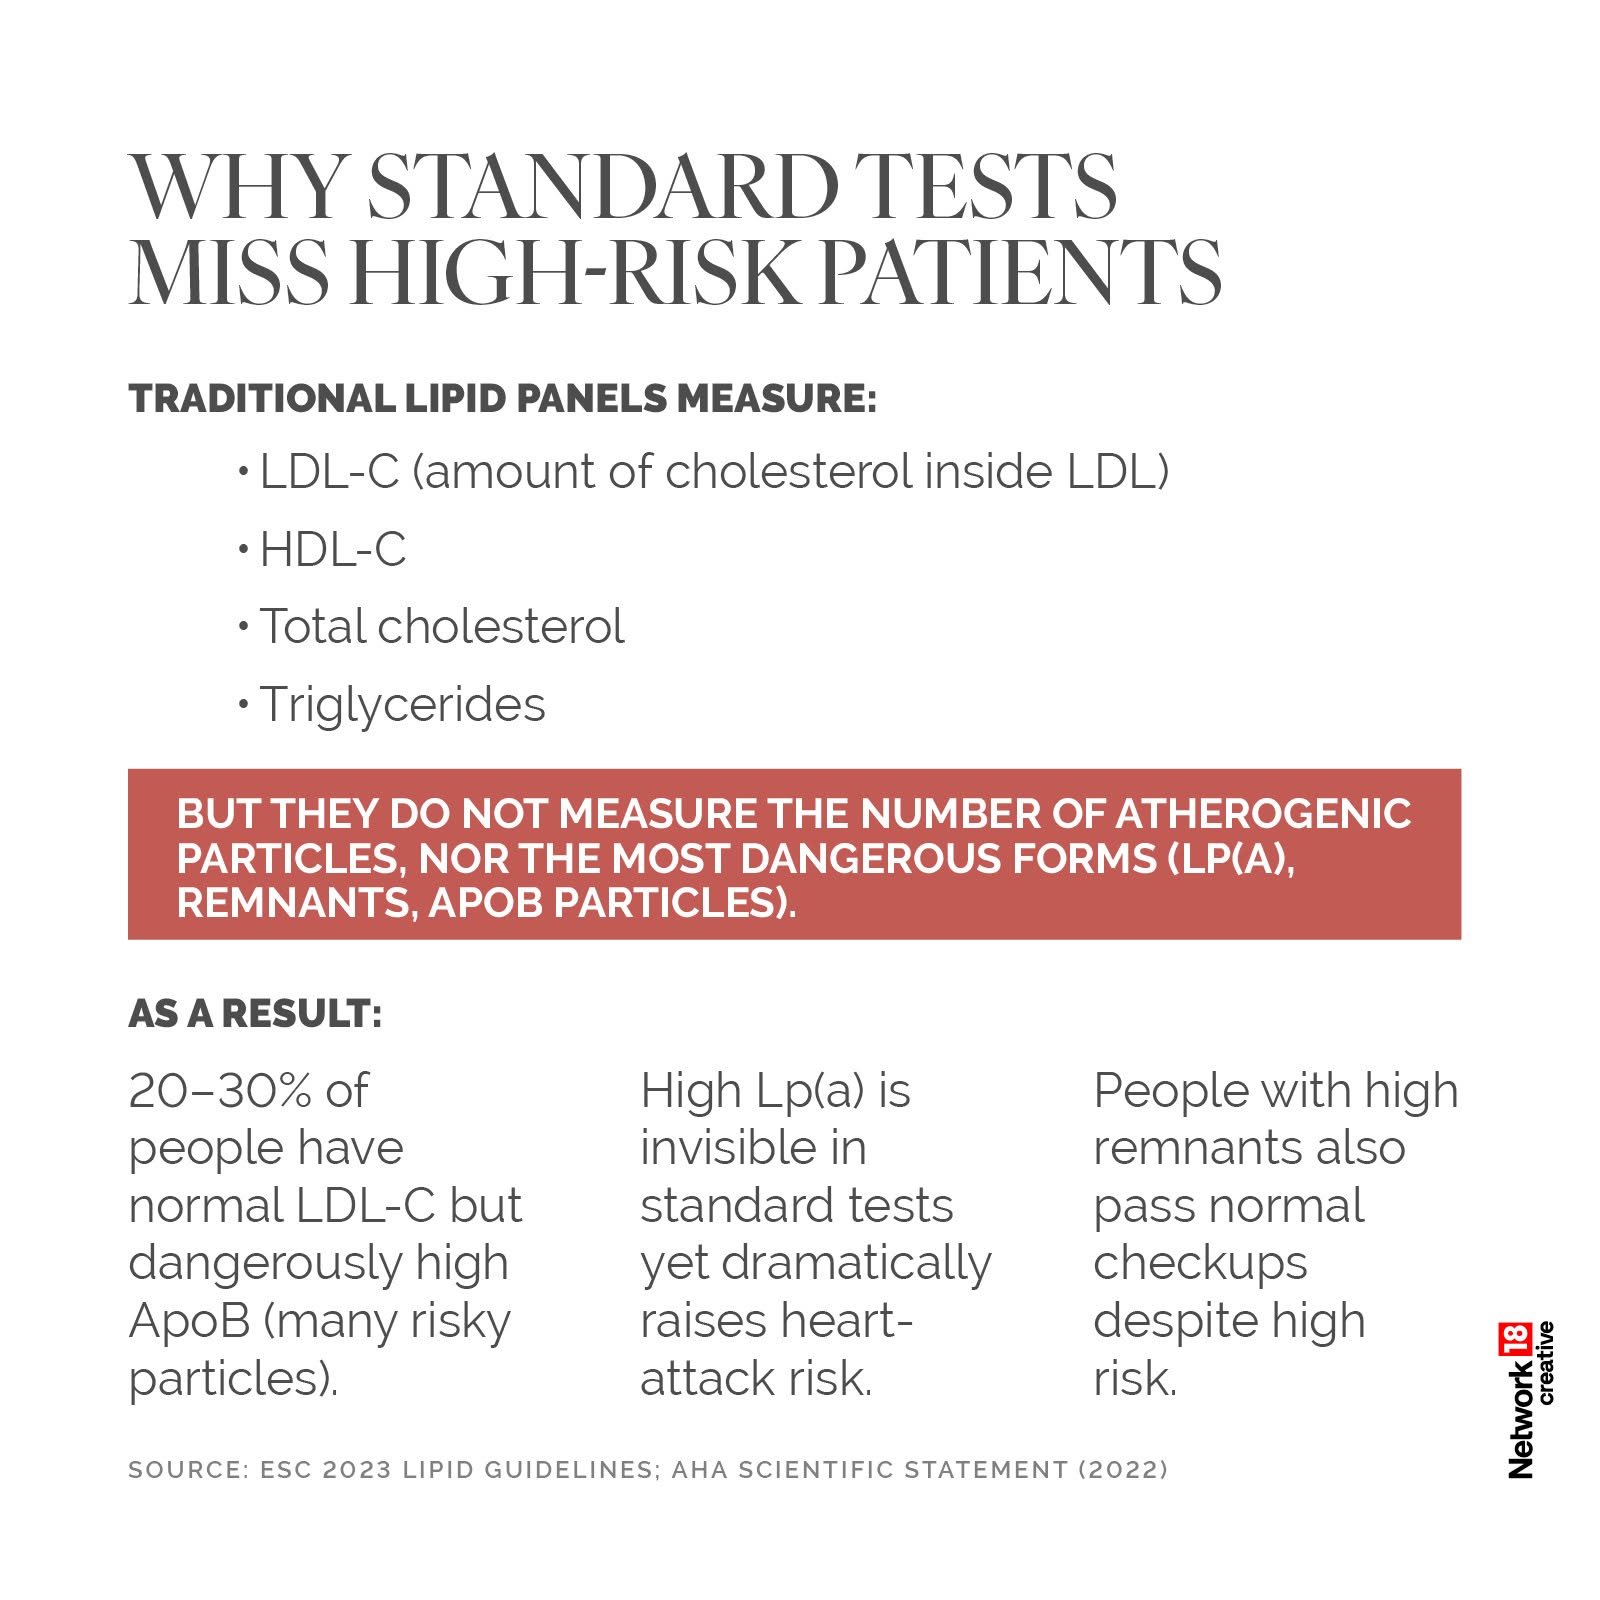 WHY STANDARD TESTS
MISS HIGH-RISK PATIENTS
TRADITIONAL LIPID PANELS MEASURE:
• LDL-C (amount of cholesterol inside LDL)
• HDL-C
• Total cholesterol
• Triglycerides
BUT THEY DO NOT MEASURE THE NUMBER OF ATHEROGENIC
PARTICLES, NOR THE MOST DANGEROUS FORMS (LP(A),
REMNANTS, APOB PARTICLES).
AS A RESULT:
20–30% of
people have
normal LDL-C but
dangerously high
ApoB (many risky
particles).
High Lp(a) is
invisible in
standard tests
yet dramatically
raises heart-
attack risk.
People with high
remnants also
pass normal
checkups
despite high
risk.
SOURCE: ESC 2023 LIPID GUIDELINES; AHA SCIENTIFIC STATEMENT (2022)
Network 18
creative